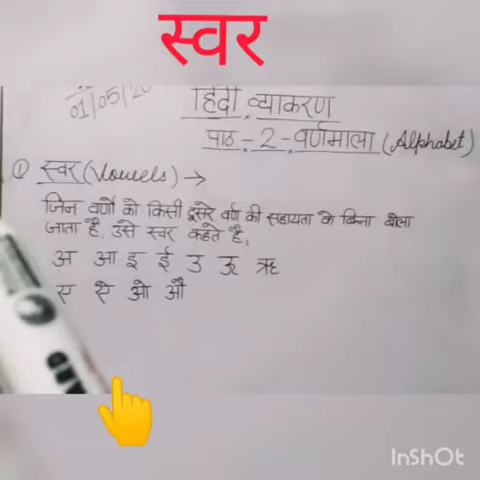 स्वर
01/05/20
हिंदी व्याकरण
पाठ - 2 - वर्णमाला (Alphabet)
① स्वर (Vowels) →
जिन वर्णों को किसी दूसरे वर्ण की सहायता के बिना बोला
जाता है, उसे स्वर कहते है,
अ आ इ ई उ ऊ ऋ
ए ऐ ओ औ
InShOt